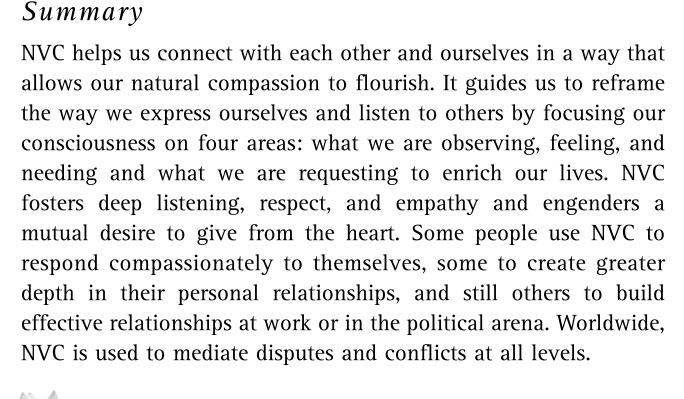 Summary
NVC helps us connect with each other and ourselves in a way that
allows our natural compassion to flourish. It guides us to reframe
the way we express ourselves and listen to others by focusing our
consciousness on four areas: what we are observing, feeling, and
needing and what we are requesting to enrich our lives. NVC
fosters deep listening, respect, and empathy and engenders a
mutual desire to give from the heart. Some people use NVC to
respond compassionately to themselves, some to create greater
depth in their personal relationships, and still others to build
effective relationships at work or in the political arena. Worldwide,
NVC is used to mediate disputes and conflicts at all levels.